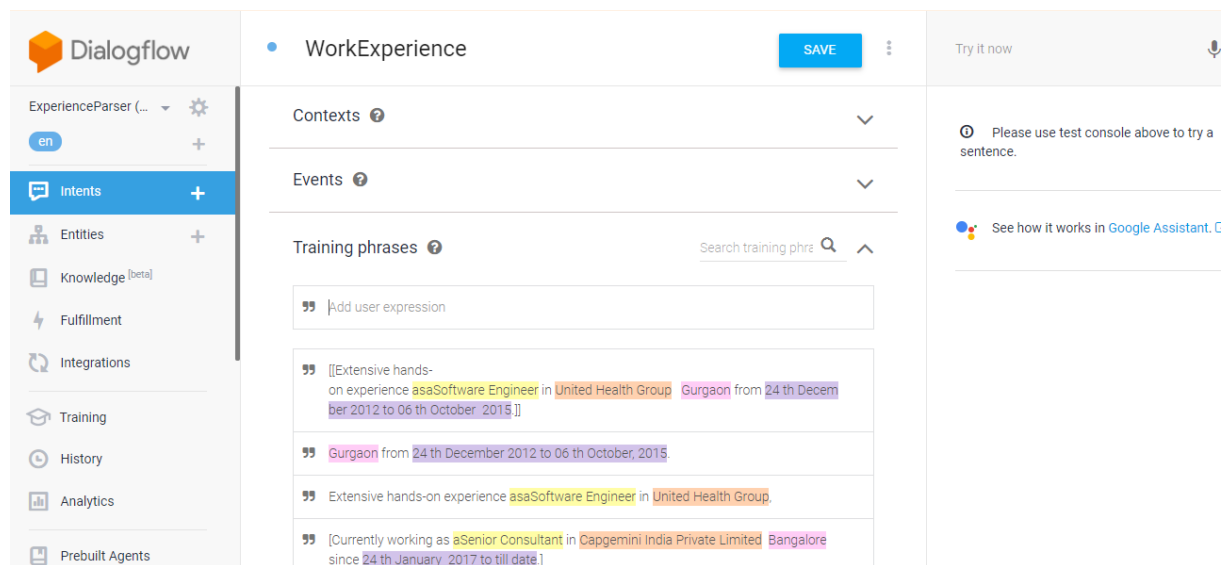 Dialogflow
WorkExperience
SAVE
Try it now
ExperienceParser (...
en
Intents
Entities
Knowledge [beta]
Fulfillment
Integrations
Training
History
Analytics
Prebuilt Agents
Contexts
Events
Training phrases
Search training phra
Add user expression
[[Extensive hands-
on experience asaSoftware Engineer in United Health Group Gurgaon from 24 th Decem
ber 2012 to 06 th October 2015.]]
Gurgaon from 24 th December 2012 to 06 th October, 2015.
Extensive hands-on experience asaSoftware Engineer in United Health Group,
[Currently working as aSenior Consultant in Capgemini India Private Limited Bangalore
since 24 th January 2017 to till date.]
Please use test console above to try a
sentence.
See how it works in Google Assistant.